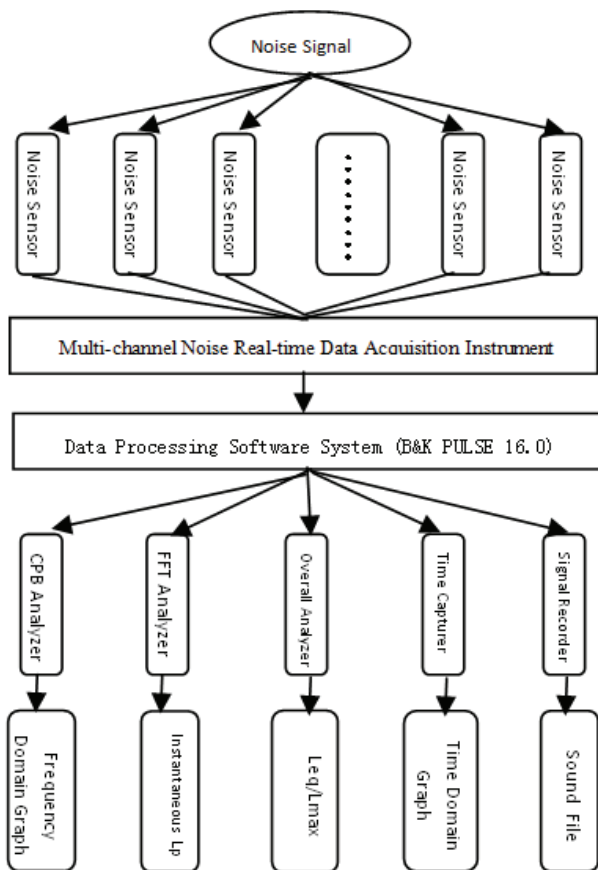 Noise Signal
Noise Sensor
Noise Sensor
Noise Sensor
Noise Sensor
Noise Sensor
Multi-channel Noise Real-time Data Acquisition Instrument
Data Processing Software System (B&K PULSE 16.0)
CPB Analyzer
FFT Analyzer
Overall Analyzer
Time Capturer
Signal Recorder
Frequency
Domain Graph
Instantaneous Lp
Leq/Lmax
Time Domain
Graph
Sound File